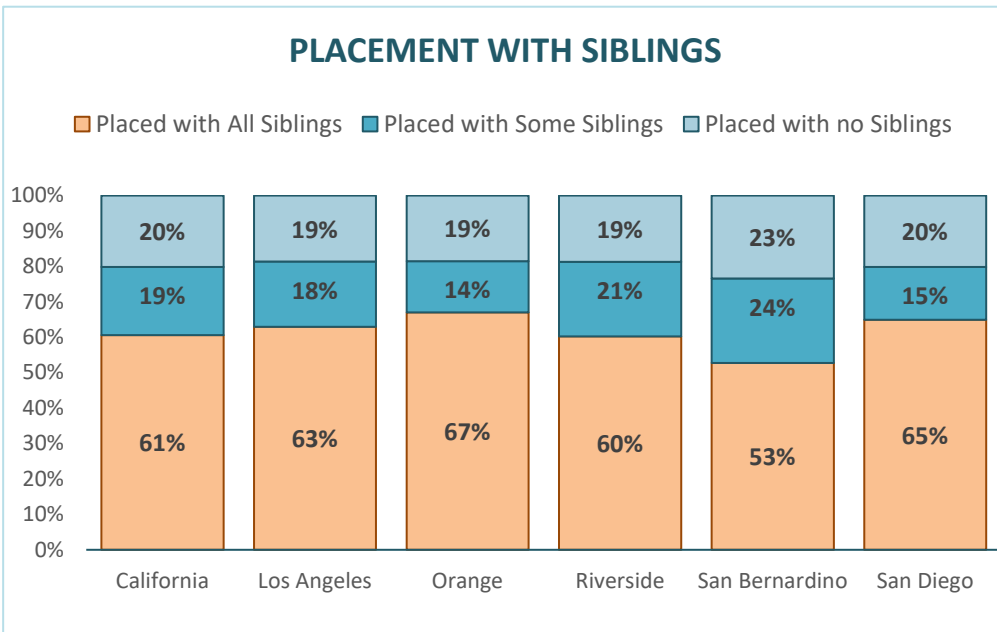 PLACEMENT WITH SIBLINGS
Placed with All Siblings Placed with Some Siblings Placed with no Siblings
100%
90%
80%
70%
60%
50%
40%
30%
20%
10%
0%
20% 19% 19% 19% 23% 20%
19% 18% 14% 21% 24% 15%
61% 63% 67% 60% 53% 65%
California Los Angeles Orange Riverside San Bernardino San Diego